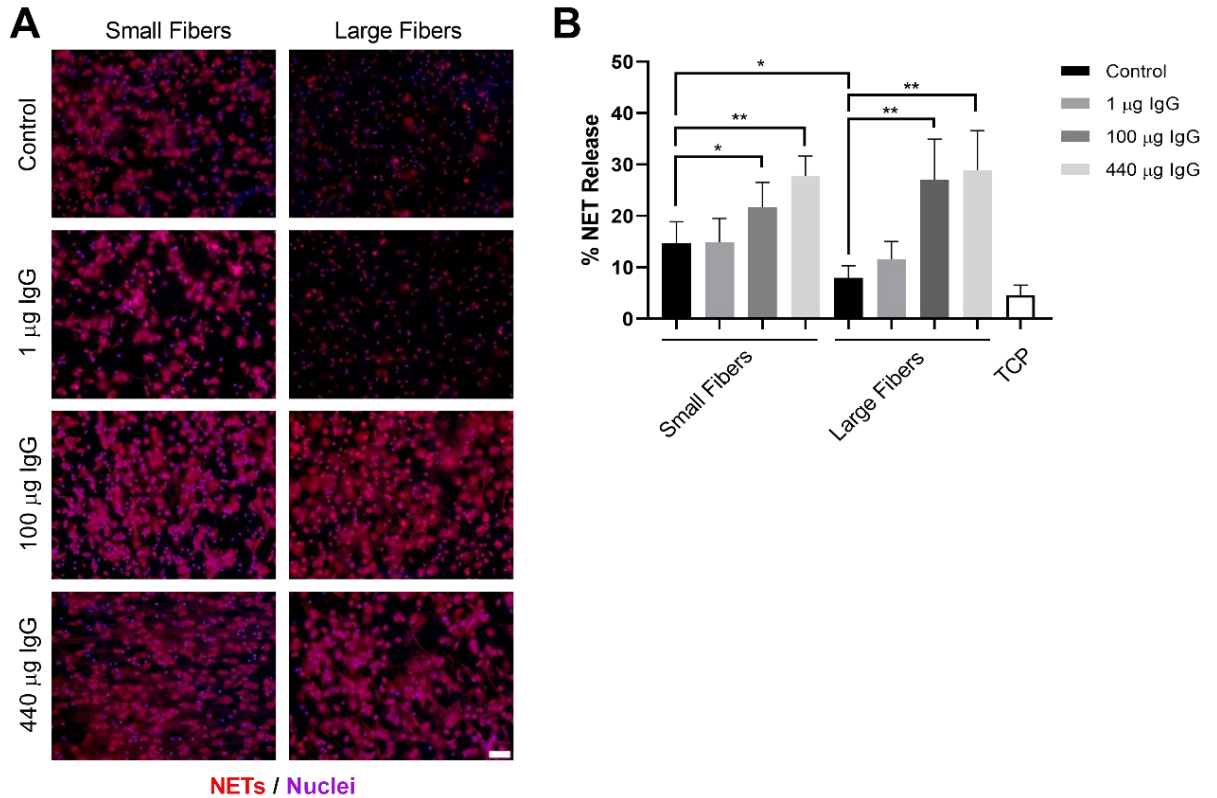 A
Small Fibers
Large Fibers
Control
1 μg IgG
100 μg IgG
440 μg IgG
NETs / Nuclei
B
% NET Release
50
40
30
20
10
0
*
**
*
**
**
Small Fibers
Large Fibers
TCP
Control
1 μg IgG
100 μg IgG
440 μg IgG